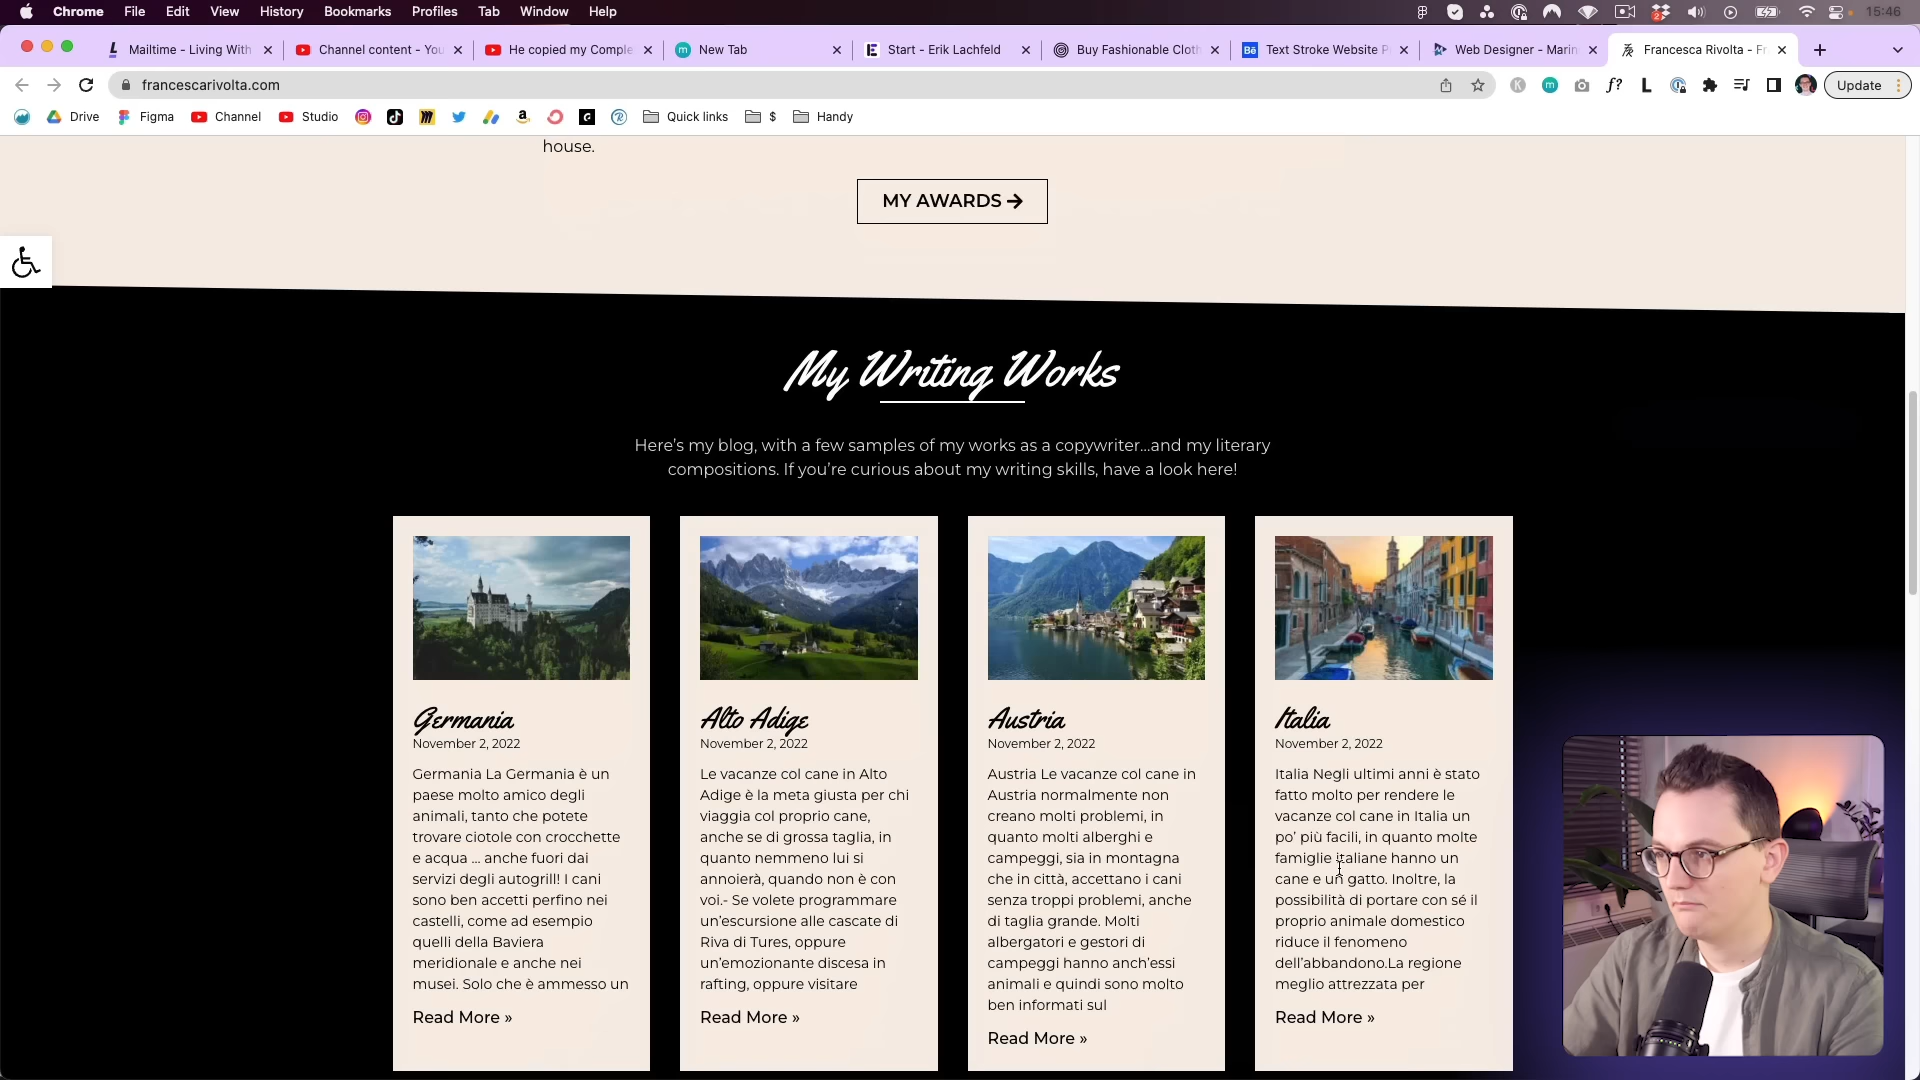 Chrome File Edit View History Bookmarks Profiles Tab Window Help 15:46
Mailtime - Living With
Channel content - You
He copied my Comple
New Tab
Start - Erik Lachfeld
Buy Fashionable Cloth
Text Stroke Website P
Web Designer - Marin
Francesca Rivolta - Fr
francescarivolta.com
Update
Drive Figma Channel Studio Quick links $ Handy
house.
MY AWARDS →
My Writing Works
Here’s my blog, with a few samples of my works as a copywriter…and my literary
compositions. If you’re curious about my writing skills, have a look here!
Germania
November 2, 2022
Germania La Germania è un
paese molto amico degli
animali, tanto che potete
trovare ciotole con crocchette
e acqua … anche fuori dai
servizi degli autogrill! I cani
sono ben accetti perfino nei
castelli, come ad esempio
quelli della Baviera
meridionale e anche nei
musei. Solo che è ammesso un
Read More »
Alto Adige
November 2, 2022
Le vacanze col cane in Alto
Adige è la meta giusta per chi
viaggia col proprio cane,
anche se di grossa taglia, in
quanto nemmeno lui si
annoierà, quando non è con
voi.- Se volete programmare
un’escursione alle cascate di
Riva di Tures, oppure
un’emozionante discesa in
rafting, oppure visitare
Read More »
Austria
November 2, 2022
Austria Le vacanze col cane in
Austria normalmente non
creano molti problemi, in
quanto molti alberghi e
campeggi, sia in montagna
che in città, accettano i cani
senza troppi problemi, anche
di taglia grande. Molti
albergatori e gestori di
campeggi hanno anch’essi
animali e quindi sono molto
ben informati sul
Read More »
Italia
November 2, 2022
Italia Negli ultimi anni è stato
fatto molto per rendere le
vacanze col cane in Italia un
po’ più facili, in quanto molte
famiglie italiane hanno un
cane e un gatto. Inoltre, la
possibilità di portare con sé il
proprio animale domestico
riduce il fenomeno
dell’abbandono.La regione
meglio attrezzata per
Read More »